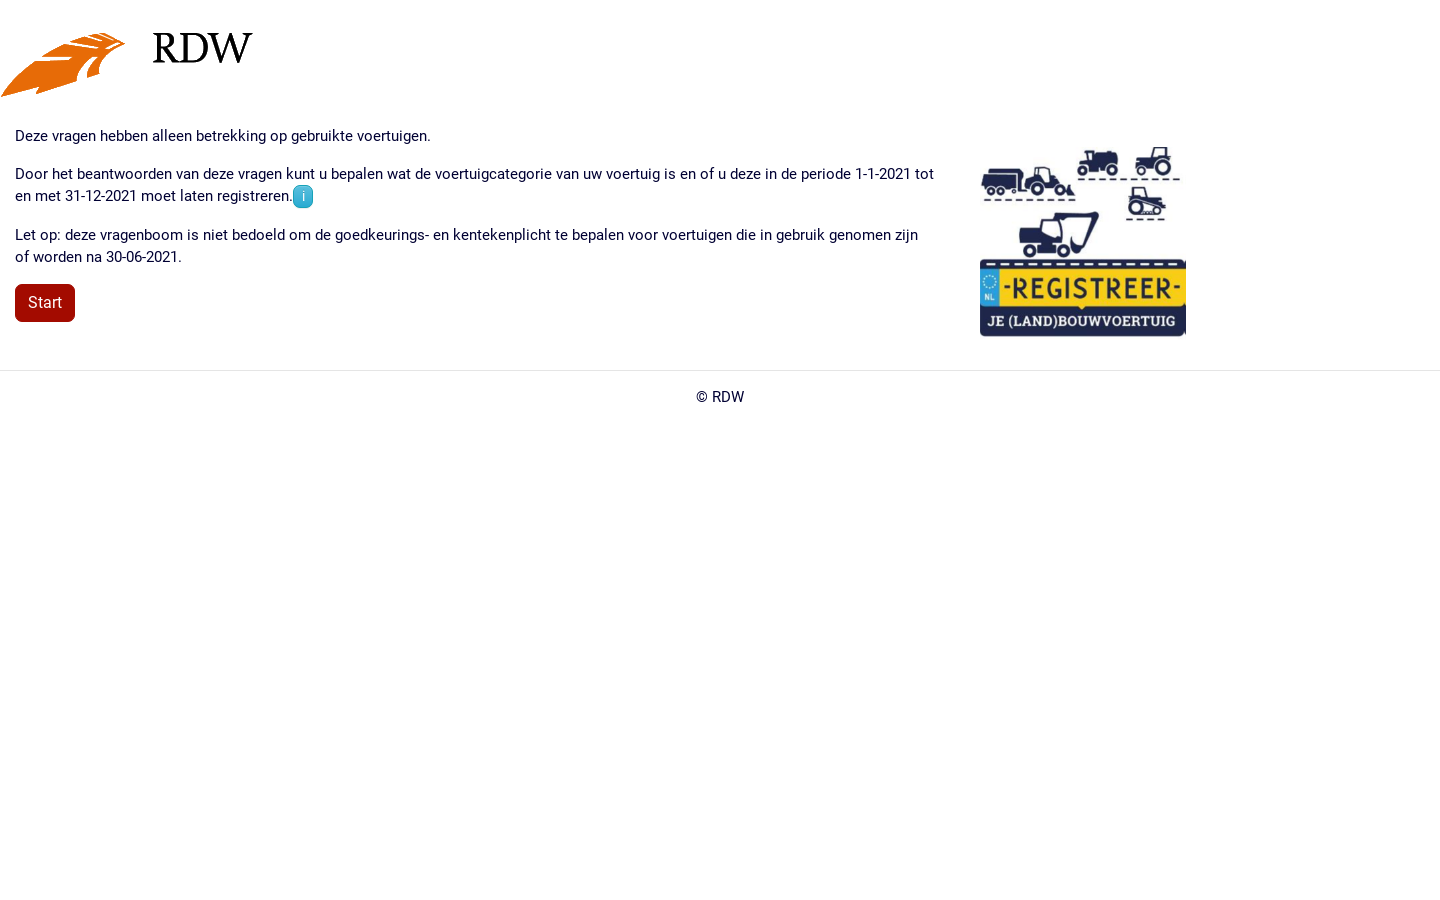 RDW
Deze vragen hebben alleen betrekking op gebruikte voertuigen.
Door het beantwoorden van deze vragen kunt u bepalen wat de voertuigcategorie van uw voertuig is en of u deze in de periode 1-1-2021 tot
en met 31-12-2021 moet laten registreren. i
Let op: deze vragenboom is niet bedoeld om de goedkeurings- en kentekenplicht te bepalen voor voertuigen die in gebruik genomen zijn
of worden na 30-06-2021.
Start
NL
-REGISTREER-
JE (LAND)BOUWVOERTUIG
© RDW